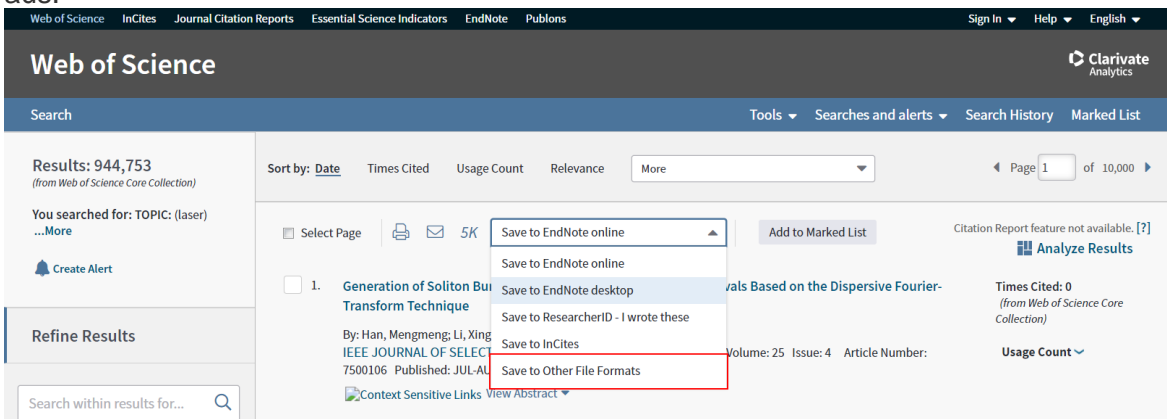 aus:
Web of Science InCites Journal Citation Reports Essential Science Indicators EndNote Publons Sign In Help English
Web of Science
Clarivate
Analytics
Search Tools Searches and alerts Search History Marked List
Results: 944,753
(from Web of Science Core Collection)
You searched for: TOPIC: (laser)
...More
Create Alert
Refine Results
Search within results for...
Sort by: Date Times Cited Usage Count Relevance More Page 1 of 10,000
Select Page 5K Save to EndNote online Add to Marked List
Save to EndNote online
Save to EndNote desktop
Save to ResearcherID - I wrote these
Save to InCites
Save to Other File Formats
Citation Report feature not available. [?]
Analyze Results
1. Generation of Soliton Bu vals Based on the Dispersive Fourier-
Transform Technique
By: Han, Mengmeng; Li, Xing
IEEE JOURNAL OF SELECT Volume: 25 Issue: 4 Article Number:
7500106 Published: JUL-AU
Context Sensitive Links View Abstract
Times Cited: 0
(from Web of Science Core
Collection)
Usage Count